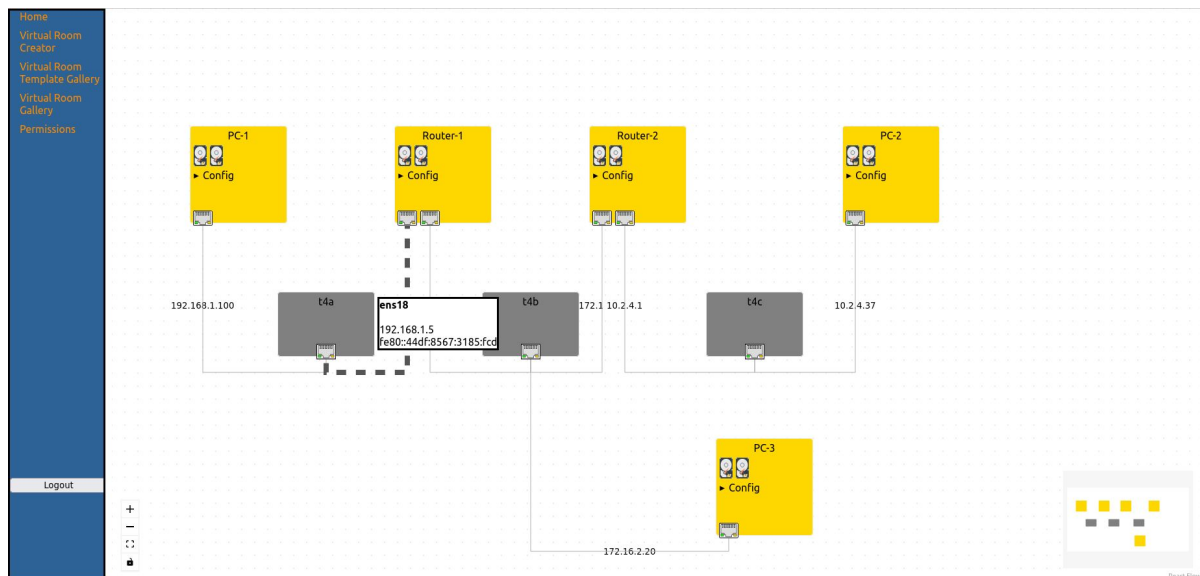 Home
Virtual Room
Creator
Virtual Room
Template Gallery
Virtual Room
Gallery
Permissions
Logout
PC-1
▸ Config
Router-1
▸ Config
Router-2
▸ Config
PC-2
▸ Config
192.168.1.100
t4a
ens18
192.168.1.5
fe80::44df:8567:3185:fcd
t4b
172.1
10.2.4.1
t4c
10.2.4.37
PC-3
▸ Config
172.16.2.20